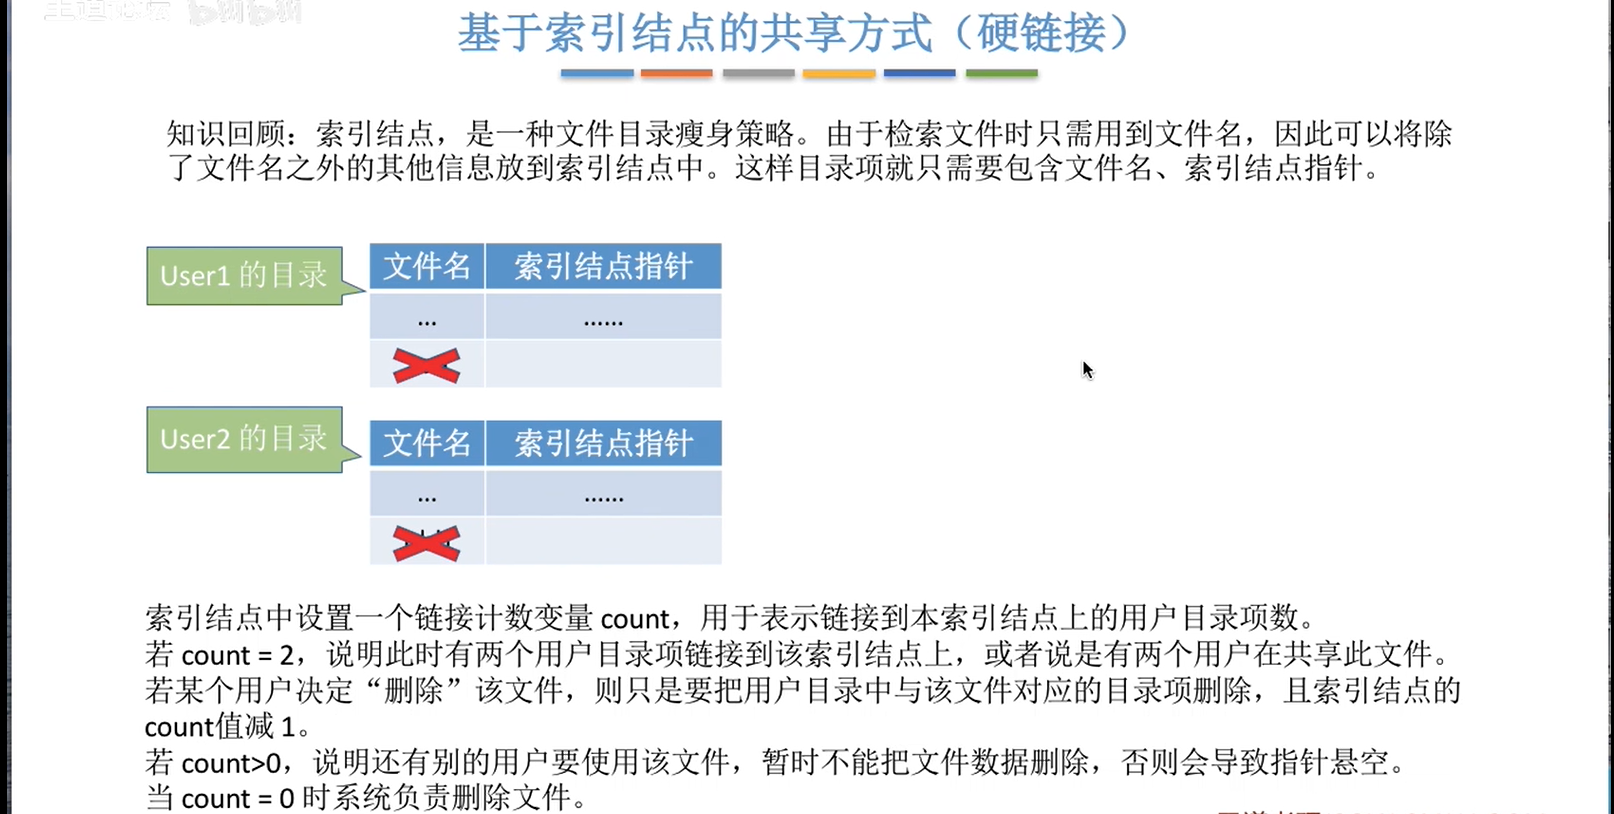 王道论坛
基于索引结点的共享方式（硬链接）
知识回顾：索引结点，是一种文件目录瘦身策略。由于检索文件时只需用到文件名，因此可以将除
了文件名之外的其他信息放到索引结点中。这样目录项就只需要包含文件名、索引结点指针。
User1 的目录
文件名 索引结点指针
... ......
User2 的目录
文件名 索引结点指针
... ......
索引结点中设置一个链接计数变量 count，用于表示链接到本索引结点上的用户目录项数。
若 count = 2，说明此时有两个用户目录项链接到该索引结点上，或者说是有两个用户在共享此文件。
若某个用户决定“删除”该文件，则只是要把用户目录中与该文件对应的目录项删除，且索引结点的
count值减 1。
若 count>0，说明还有别的用户要使用该文件，暂时不能把文件数据删除，否则会导致指针悬空。
当 count = 0 时系统负责删除文件。